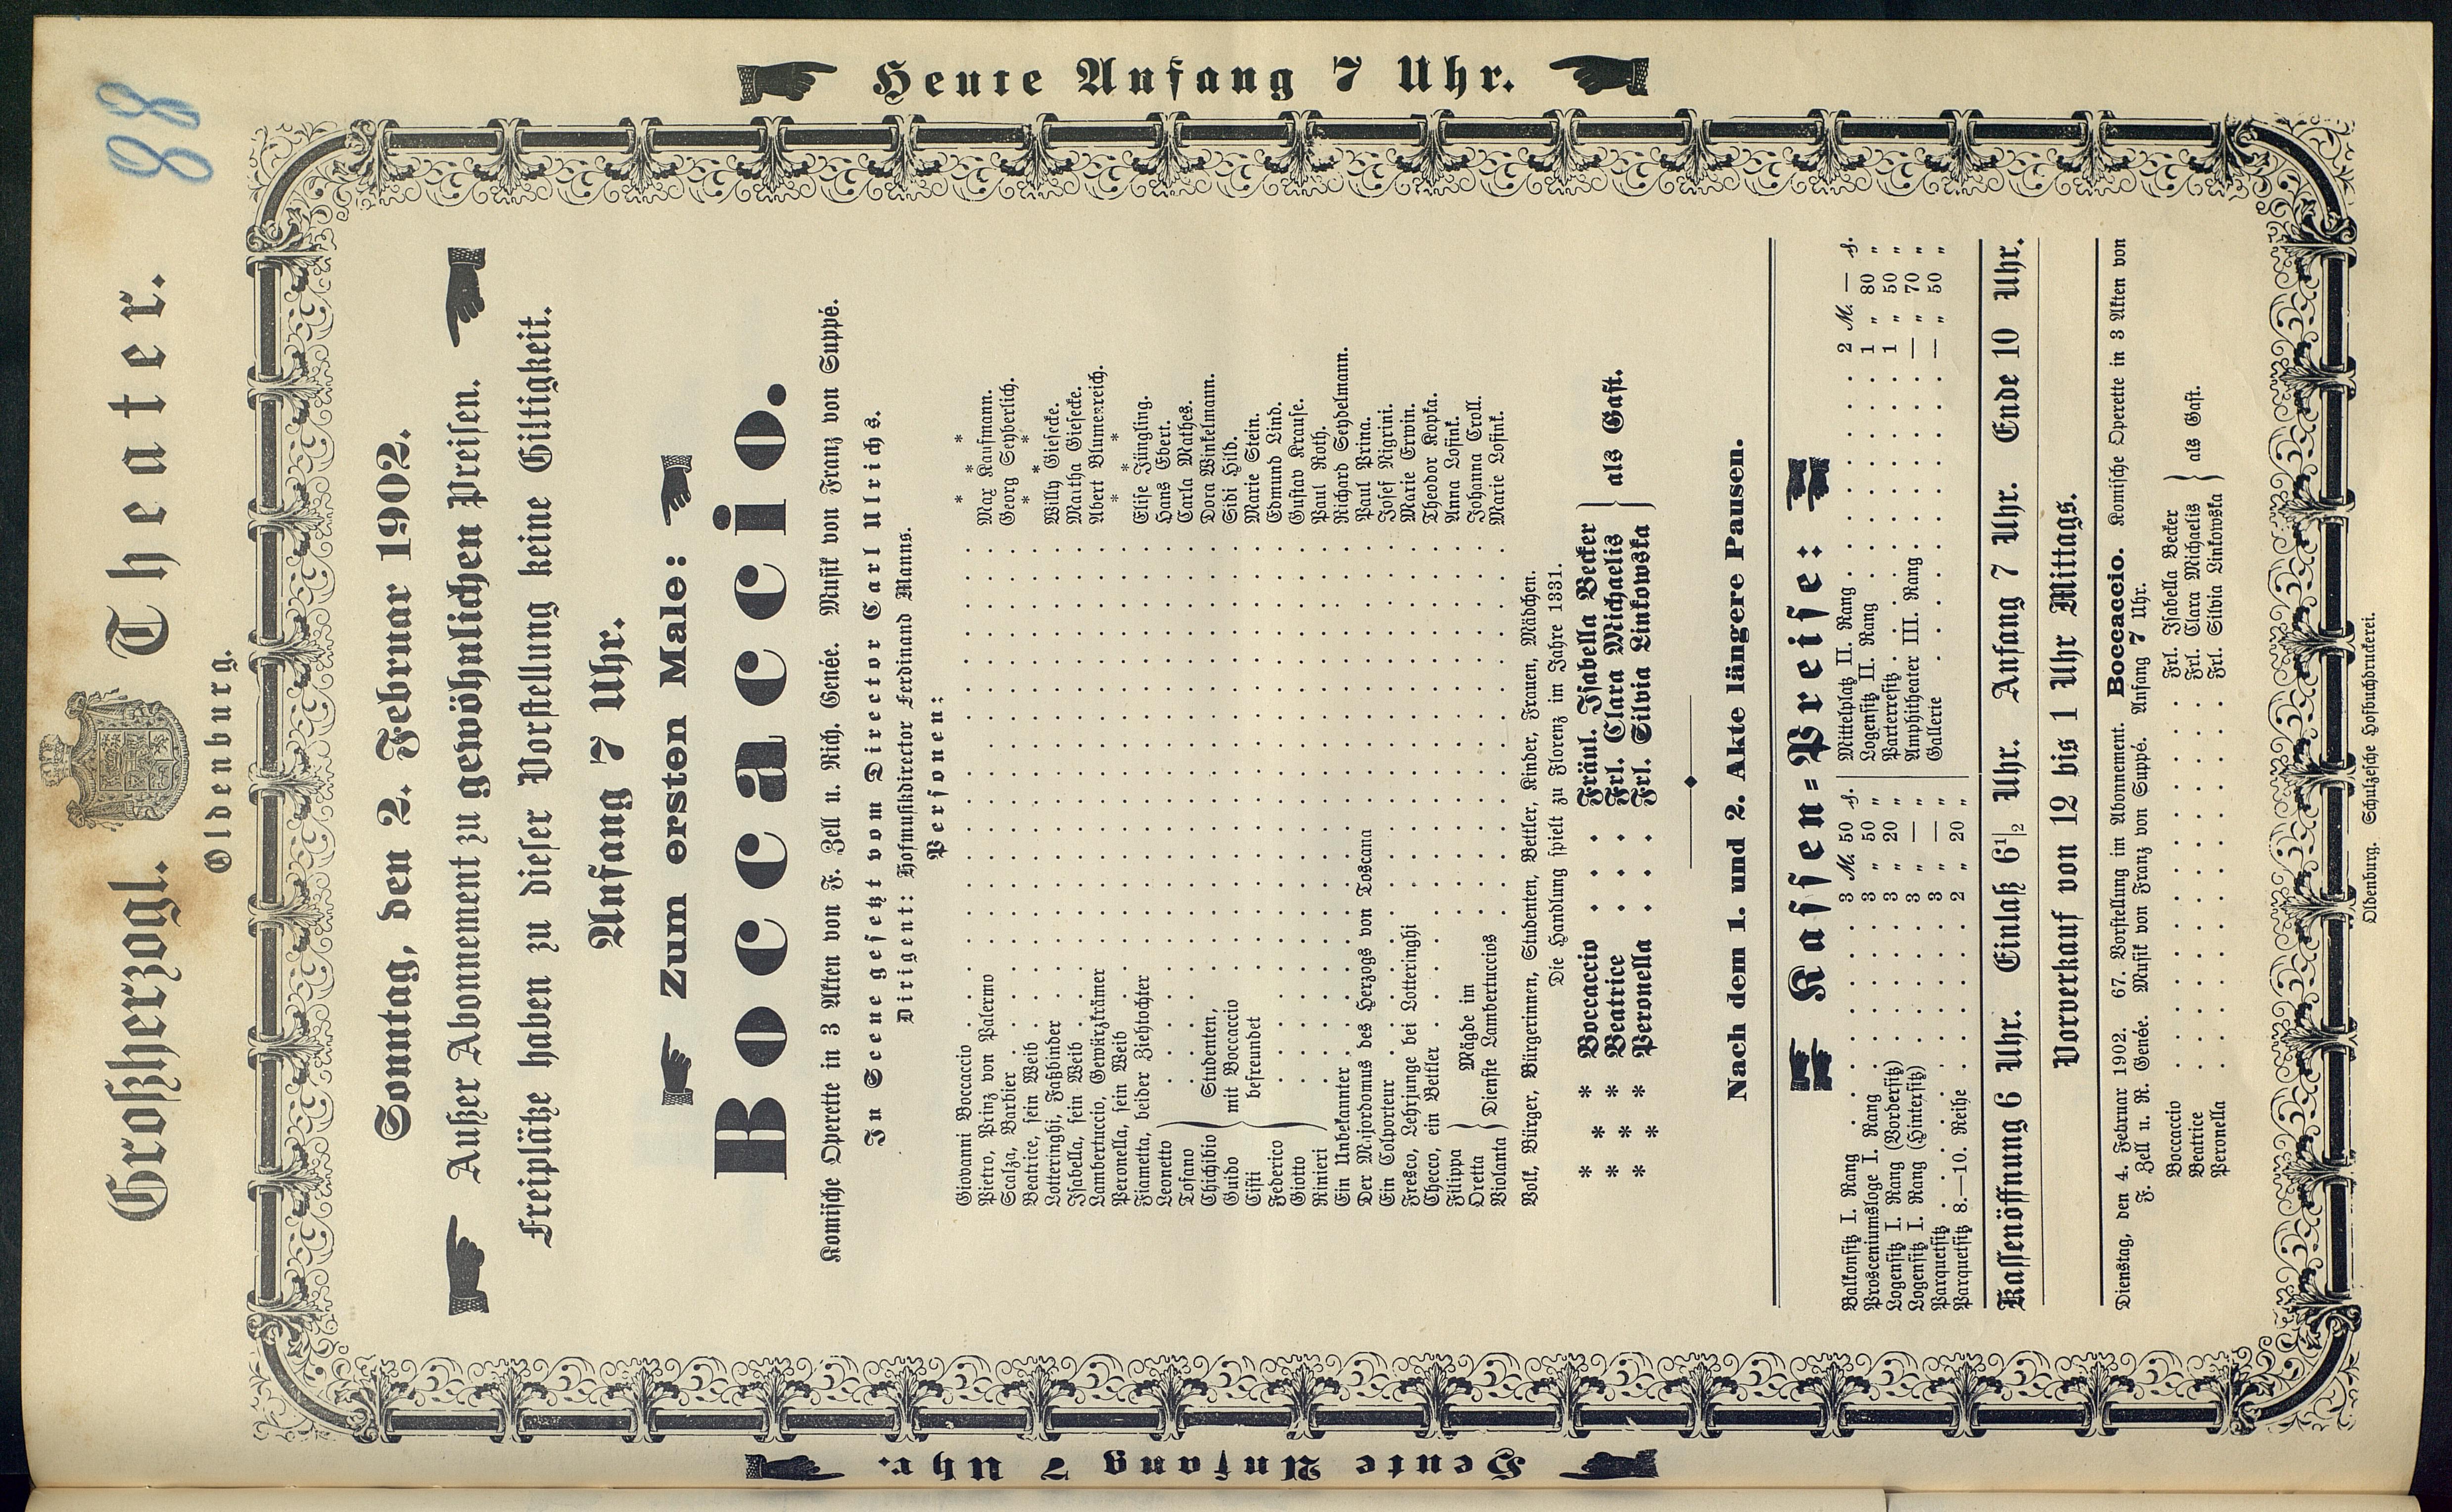 88
Großherzogl. Theater.
Oldenburg.
Heute Anfang 7 Uhr.
Heute Anfang 7 Uhr.
Sonntag, den 2. Februar 1902.
Außer Abonnement zu gewöhnlichen Preisen.
Freiplätze haben zu dieser Vorstellung keine Giltigkeit.
Anfang 7 Uhr.
Zum ersten Male:
Boccaccio.
Komische Operette in 3 Akten von F. Zell u. Rich. Genée. Musik von Franz von Suppé.
In Scene gesetzt vom Director Carl Ulrichs.
Dirigent: Hofmusikdirector Ferdinand Manns.
Personen:
Giovanni Boccaccio . . . . * * *
Pietro, Prinz von Palermo . . . . Max Kaufmann.
Scalza, Barbier . . . . Georg Seyberlich.
Beatrice, sein Weib . . . . * * *
Lotteringhi, Faßbinder . . . . Willy Giesecke.
Isabella, sein Weib . . . . Martha Giesecke.
Lambertuccio, Gewürzkrämer . . . . Albert Blumenreich.
Peronella, sein Weib . . . . * * *
Fiametta, beider Ziehtochter . . . . Elise Jüngling.
Leonetto . . . . Hans Ebert.
Tofano . . . . Carla Mathes.
Chichibio } Studenten, . . . . Dora Winkelmann.
Guido } mit Boccaccio . . . . Sidi Hild.
Cisti } befreundet . . . . Marie Stein.
Federico . . . . Edmund Lind.
Giotto . . . . Gustav Krause.
Rinieri . . . . Paul Roth.
Ein Unbekannter . . . . Richard Seydelmann.
Der Majordomus des Herzogs von Toscana . . . . Paul Prina.
Ein Colporteur . . . . Josef Nigrini.
Fresco, Lehrjunge bei Lotteringhi . . . . Marie Erwin.
Checco, ein Bettler . . . . Theodor Kopka.
Filippa } Mägde im . . . . Anna Losink.
Oretta } Dienste Lambertuccios . . . . Johanna Croll.
Violanta . . . . Marie Losink.
Volk, Bürger, Bürgerinnen, Studenten, Bettler, Kinder, Frauen, Mädchen.
Die Handlung spielt zu Florenz im Jahre 1331.
* * * Boccaccio . . . Fräul. Isabella Becker
* * * Beatrice . . . Frl. Clara Michaelis } als Gast.
* * * Peronella . . . Frl. Silvia Linkowska
Nach dem 1. und 2. Akte längere Pausen.
Kassen-Preise:
Balkonsitz I. Rang . . . . 3 M. 50 ₰.
Prosceniumsloge I. Rang . . . . 3 „ 50 „
Logensitz I. Rang (Vordersitz) . . . . 3 „ 20 „
Logensitz I. Rang (Hintersitz) . . . . 3 „ — „
Parquetsitz . . . . 3 „ — „
Parquetsitz 8.—10. Reihe . . . . 2 „ 20 „
Mittelplatz II. Rang . . . . 2 M. — ₰.
Logensitz II. Rang . . . . 1 „ 80 „
Parterresitz . . . . 1 „ 50 „
Amphitheater III. Rang . . . . — „ 70 „
Gallerie . . . . — „ 50 „
Kassenöffnung 6 Uhr. Einlaß 6 1/2 Uhr. Anfang 7 Uhr. Ende 10 Uhr.
Vorverkauf von 12 bis 1 Uhr Mittags.
Dienstag, den 4. Februar 1902. 67. Vorstellung im Abonnement. Boccaccio. Komische Operette in 3 Akten von
F. Zell u. R. Genée. Musik von Franz von Suppé. Anfang 7 Uhr.
Boccaccio . . . . Frl. Isabella Becker
Beatrice . . . . Frl. Clara Michaelis } als Gast.
Peronella . . . . Frl. Silvia Linkowska
Oldenburg. Schulzesche Hofbuchdruckerei.